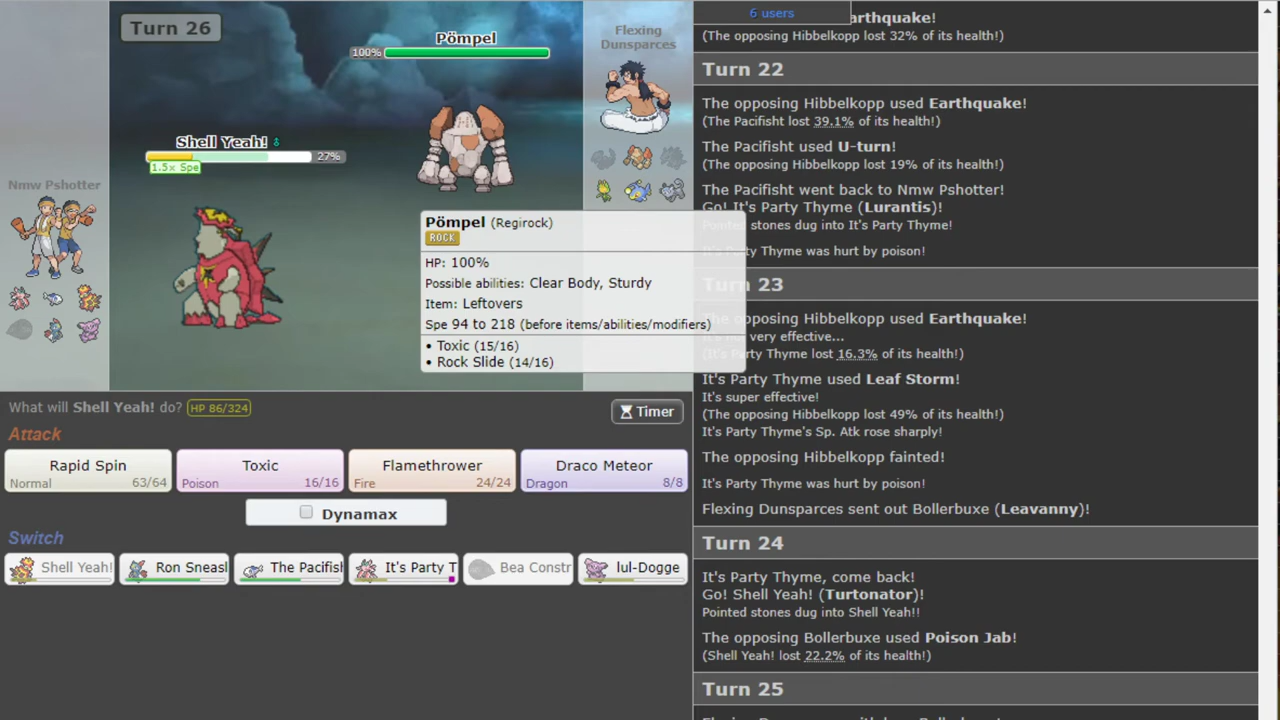 Turn 26
Pömpel
100%
Shell Yeah!
27%
1.5× Spe
Nmw Pshotter
Flexing
Dunsparces
Pömpel (Regirock)
ROCK
HP: 100%
Possible abilities: Clear Body, Sturdy
Item: Leftovers
Spe 94 to 218 (before items/abilities/modifiers)
• Toxic (15/16)
• Rock Slide (14/16)
What will Shell Yeah! do? HP 86/324
Timer
Attack
Rapid Spin
Normal 63/64
Toxic
Poison 16/16
Flamethrower
Fire 24/24
Draco Meteor
Dragon 8/8
Dynamax
Switch
Shell Yeah!
Ron Sneasl
The Pacifish
It's Party T
Bea Constr
lul-Dogge
6 users
arthquake!
(The opposing Hibbelkopp lost 32% of its health!)
Turn 22
The opposing Hibbelkopp used Earthquake!
(The Pacifisht lost 39.1% of its health!)
The Pacifisht used U-turn!
(The opposing Hibbelkopp lost 19% of its health!)
The Pacifisht went back to Nmw Pshotter!
Go! It's Party Thyme (Lurantis)!
Pointed stones dug into It's Party Thyme!
It's Party Thyme was hurt by poison!
Turn 23
The opposing Hibbelkopp used Earthquake!
It's not very effective...
(It's Party Thyme lost 16.3% of its health!)
It's Party Thyme used Leaf Storm!
It's super effective!
(The opposing Hibbelkopp lost 49% of its health!)
It's Party Thyme's Sp. Atk rose sharply!
The opposing Hibbelkopp fainted!
It's Party Thyme was hurt by poison!
Flexing Dunsparces sent out Bollerbuxe (Leavanny)!
Turn 24
It's Party Thyme, come back!
Go! Shell Yeah! (Turtonator)!
Pointed stones dug into Shell Yeah!!
The opposing Bollerbuxe used Poison Jab!
(Shell Yeah! lost 22.2% of its health!)
Turn 25